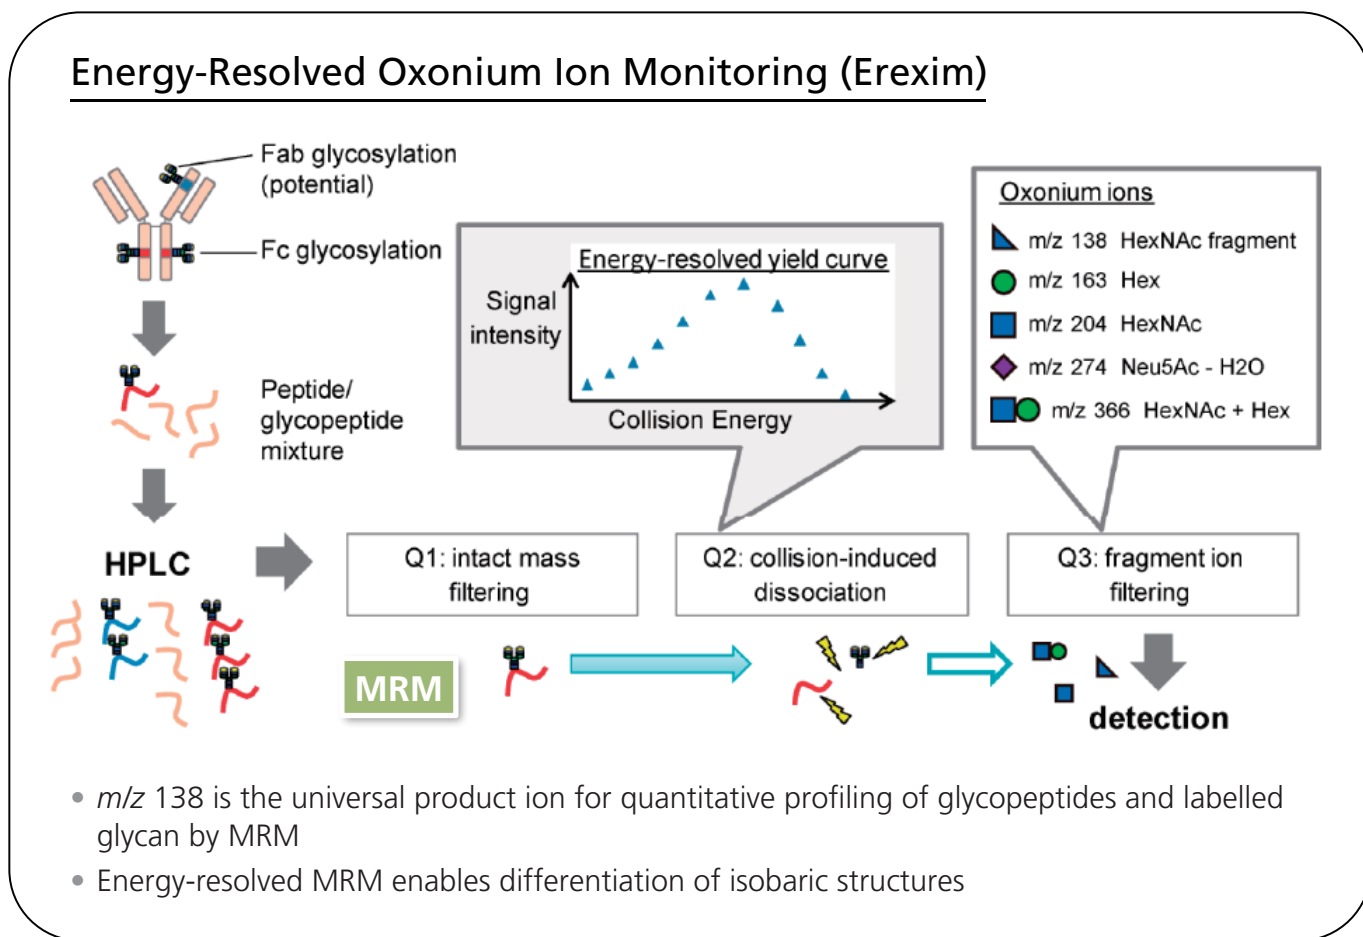 Energy-Resolved Oxonium Ion Monitoring (Erexim)
Fab glycosylation
(potential)
Fc glycosylation
Peptide/
glycopeptide
mixture
HPLC
Energy-resolved yield curve
Signal
intensity
Collision Energy
Oxonium ions
m/z 138 HexNAc fragment
m/z 163 Hex
m/z 204 HexNAc
m/z 274 Neu5Ac - H2O
m/z 366 HexNAc + Hex
Q1: intact mass
filtering
Q2: collision-induced
dissociation
Q3: fragment ion
filtering
MRM
detection
• m/z 138 is the universal product ion for quantitative profiling of glycopeptides and labelled
glycan by MRM
• Energy-resolved MRM enables differentiation of isobaric structures